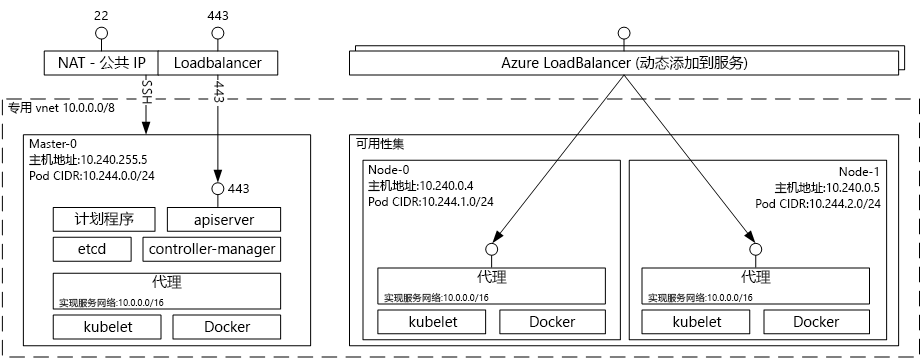 22
443
NAT - 公共 IP
Loadbalancer
Azure LoadBalancer (动态添加到服务)
SSH
443
专用 vnet 10.0.0.0/8
Master-0
主机地址:10.240.255.5
Pod CIDR:10.244.0.0/24
443
计划程序
apiserver
etcd
controller-manager
代理
实现服务网络:10.0.0.0/16
kubelet
Docker
可用性集
Node-0
主机地址:10.240.0.4
Pod CIDR:10.244.1.0/24
代理
实现服务网络:10.0.0.0/16
kubelet
Docker
Node-1
主机地址:10.240.0.5
Pod CIDR:10.244.2.0/24
代理
实现服务网络:10.0.0.0/16
kubelet
Docker